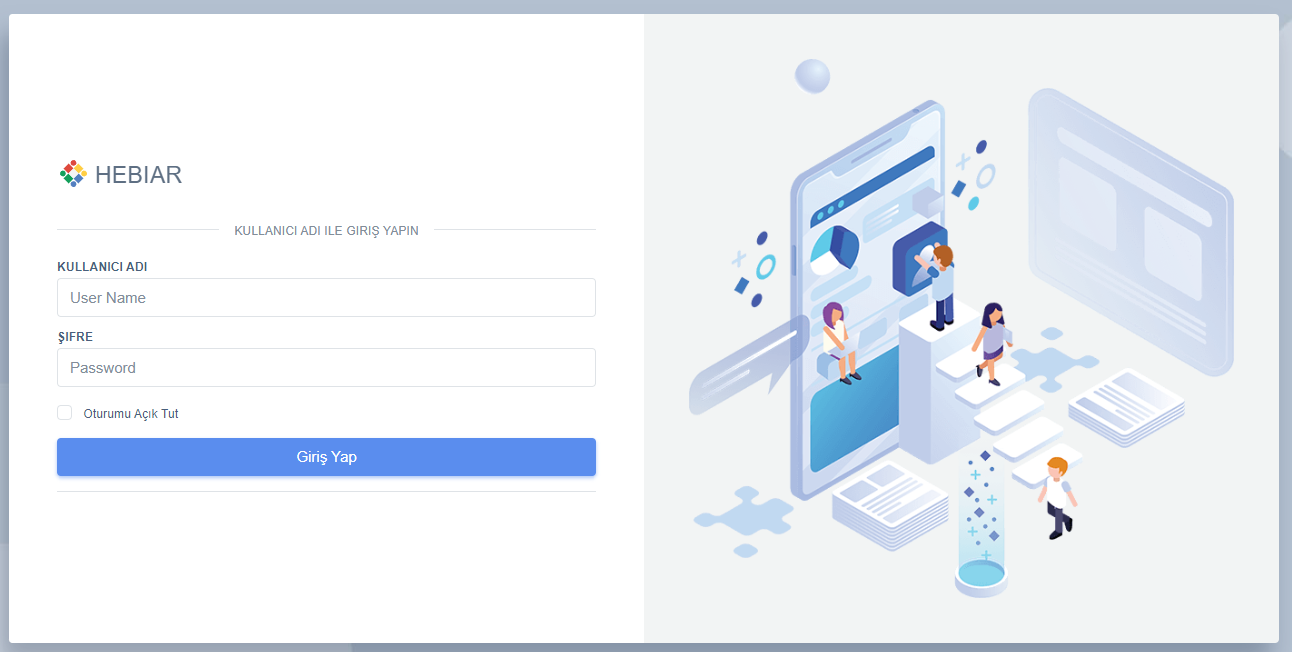 HEBIAR
KULLANICI ADI ILE GIRIŞ YAPIN
KULLANICI ADI
User Name
ŞIFRE
Password
Oturumu Açık Tut
Giriş Yap